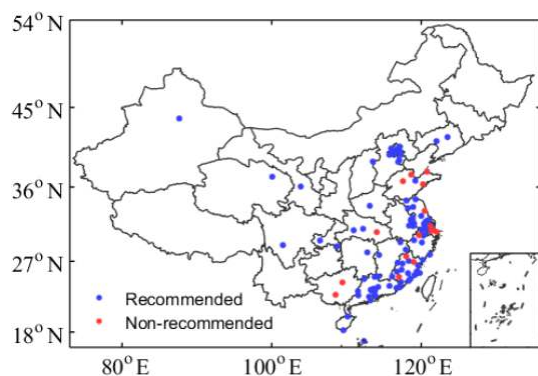 54° N
45° N
36° N
27° N
18° N
Recommended
Non-recommended
80° E
100° E
120° E